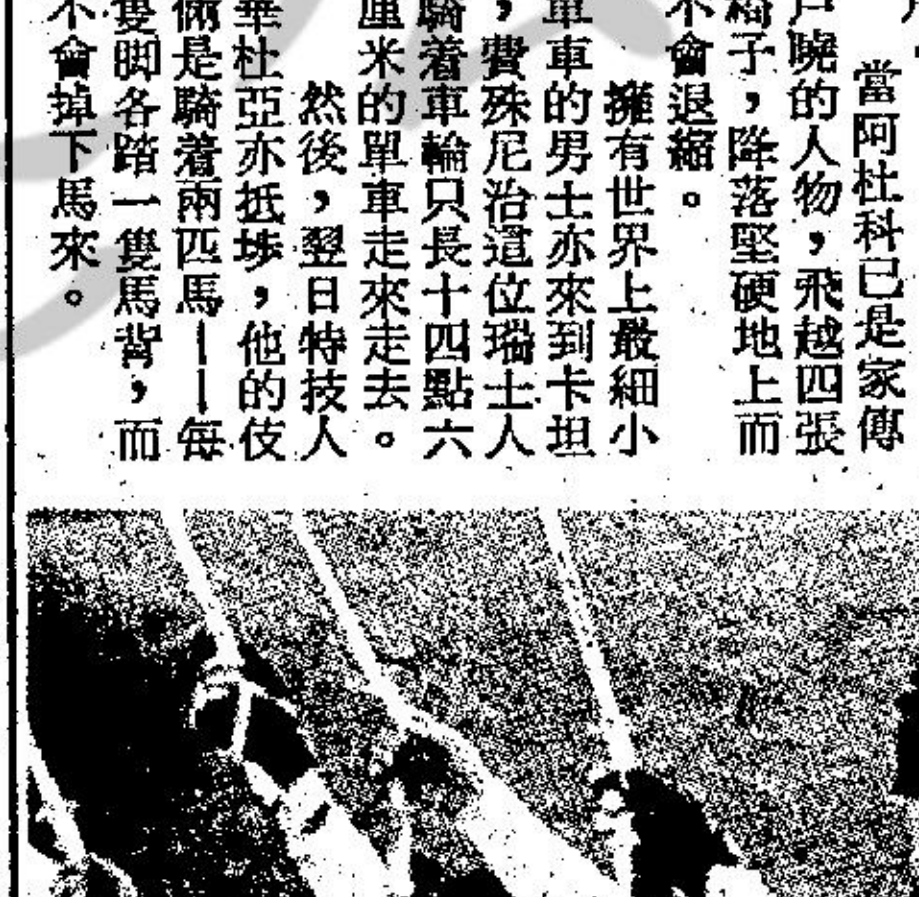 當阿杜科已是家傳
戶曉的人物，飛越四張
椅子，降落堅硬地上而
不會退縮。
擁有世界上最細小
單車的男士亦來到卡坦
，費殊尼治這位瑞士人
騎着車輪只長十四點六
厘米的單車走來走去。
然後，翌日特技人
華杜亞亦抵埗，他的伎
倆是騎着兩匹馬——每
隻脚各踏一隻馬背，而
不會掉下馬來。